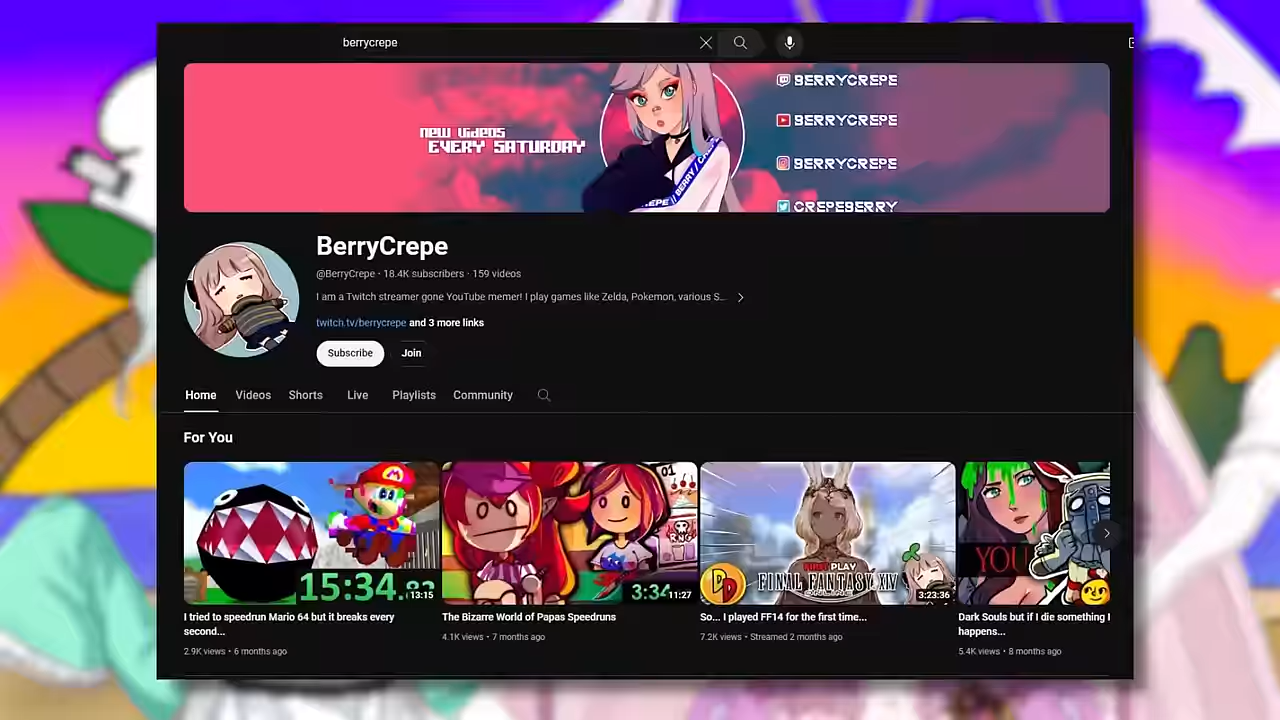 berrycrepe
NEW VIDEOS
EVERY SATURDAY
BERRYCREPE
BERRYCREPE
BERRYCREPE
CREPEBERRY
BerryCrepe
@BerryCrepe · 18.4K subscribers · 159 videos
I am a Twitch streamer gone YouTube memer! I play games like Zelda, Pokemon, various S...
twitch.tv/berrycrepe and 3 more links
Subscribe
Join
Home
Videos
Shorts
Live
Playlists
Community
For You
15:34.
13:15
01
RNG
3:34
11:27
FIRST PLAY
FINAL FANTASY XIV
3:23:36
YOU
I tried to speedrun Mario 64 but it breaks every
second...
2.9K views · 6 months ago
The Bizarre World of Papas Speedruns
4.1K views · 7 months ago
So... I played FF14 for the first time...
7.2K views · Streamed 2 months ago
Dark Souls but if I die something
happens...
5.4K views · 8 months ago